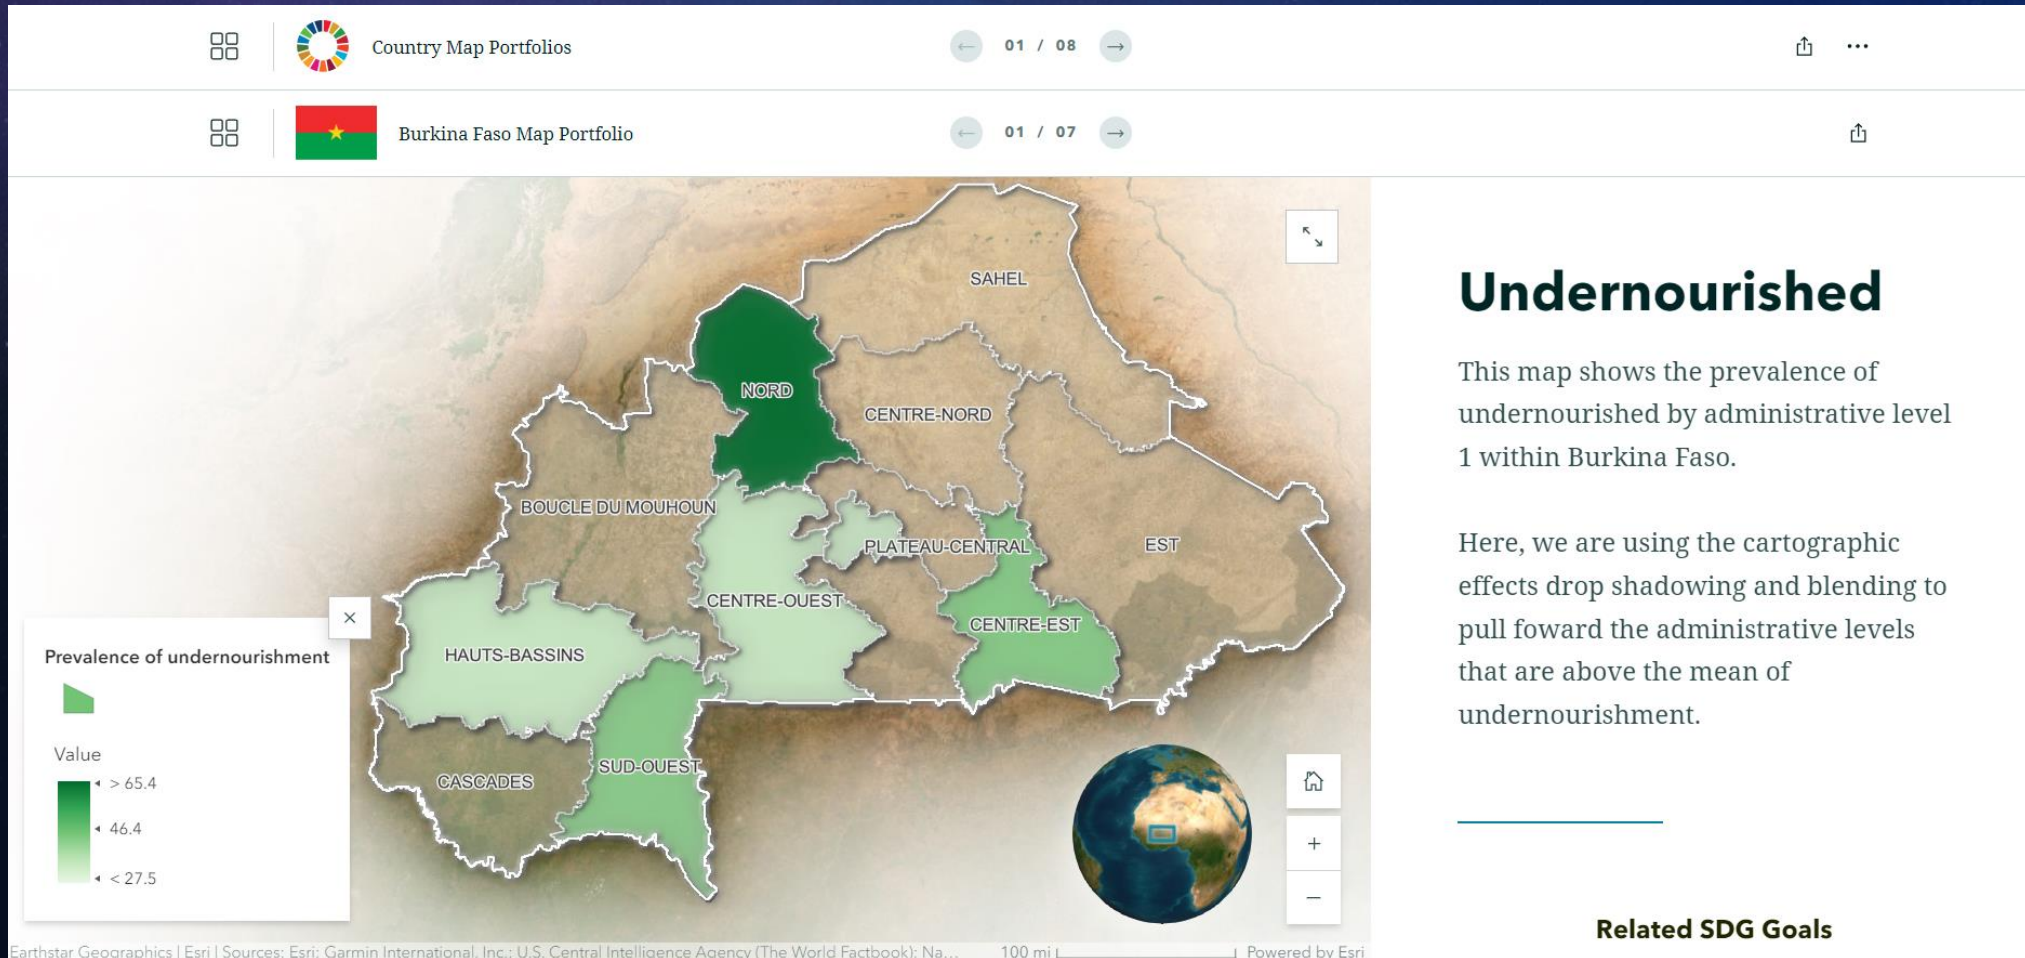 Country Map Portfolios
01 / 08
Burkina Faso Map Portfolio
01 / 07
SAHEL
NORD
CENTRE-NORD
BOUCLE DU MOUHOUN
PLATEAU-CENTRAL
EST
CENTRE-OUEST
CENTRE-EST
HAUTS-BASSINS
SUD-OUEST
CASCADES
Prevalence of undernourishment
Value
> 65.4
46.4
< 27.5
Earthstar Geographics | Esri | Sources: Esri; Garmin International, Inc.; U.S. Central Intelligence Agency (The World Factbook); Na...
100 mi
Powered by Esri
Undernourished
This map shows the prevalence of
undernourished by administrative level
1 within Burkina Faso.
Here, we are using the cartographic
effects drop shadowing and blending to
pull foward the administrative levels
that are above the mean of
undernourishment.
Related SDG Goals